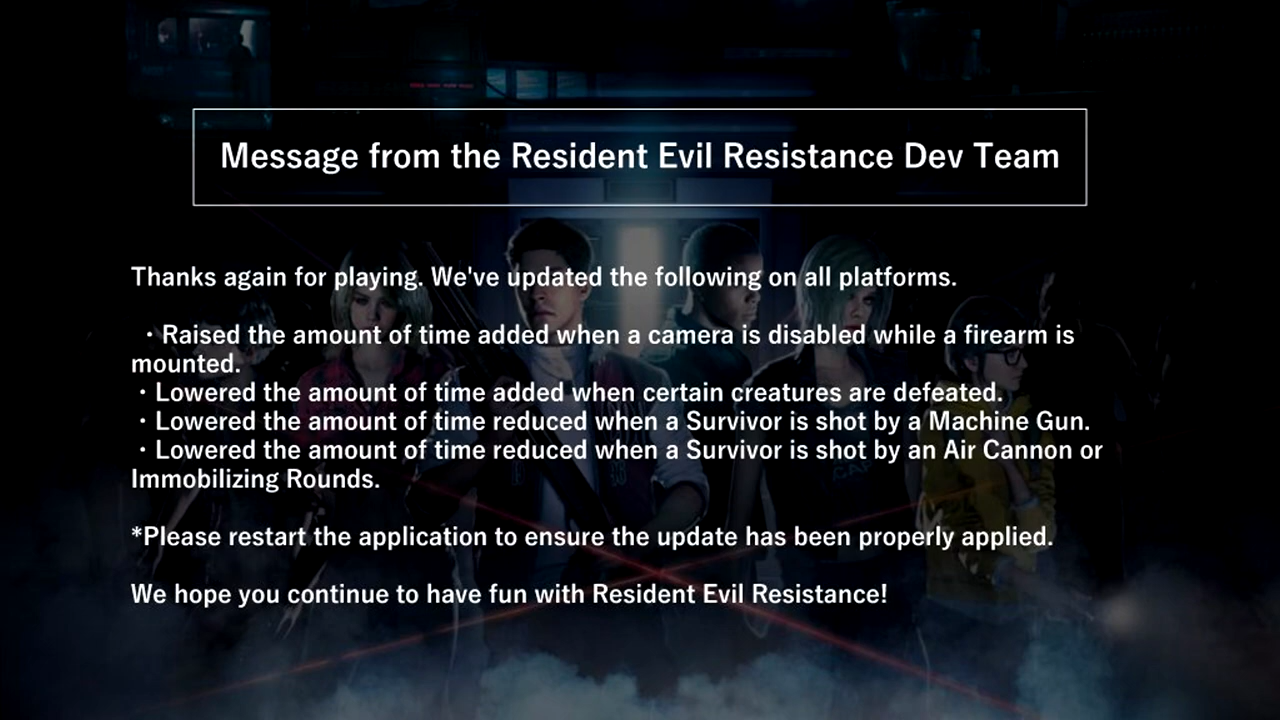 Message from the Resident Evil Resistance Dev Team
Thanks again for playing. We've updated the following on all platforms.
・Raised the amount of time added when a camera is disabled while a firearm is
mounted.
・Lowered the amount of time added when certain creatures are defeated.
・Lowered the amount of time reduced when a Survivor is shot by a Machine Gun.
・Lowered the amount of time reduced when a Survivor is shot by an Air Cannon or
Immobilizing Rounds.
*Please restart the application to ensure the update has been properly applied.
We hope you continue to have fun with Resident Evil Resistance!